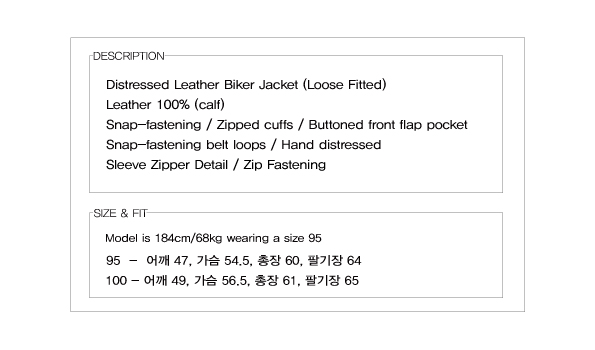 DESCRIPTION
Distressed Leather Biker Jacket (Loose Fitted)
Leather 100% (calf)
Snap-fastening / Zipped cuffs / Buttoned front flap pocket
Snap-fastening belt loops / Hand distressed
Sleeve Zipper Detail / Zip Fastening
SIZE & FIT
Model is 184cm/68kg wearing a size 95
95 - 어깨 47, 가슴 54.5, 총장 60, 팔기장 64
100 - 어깨 49, 가슴 56.5, 총장 61, 팔기장 65